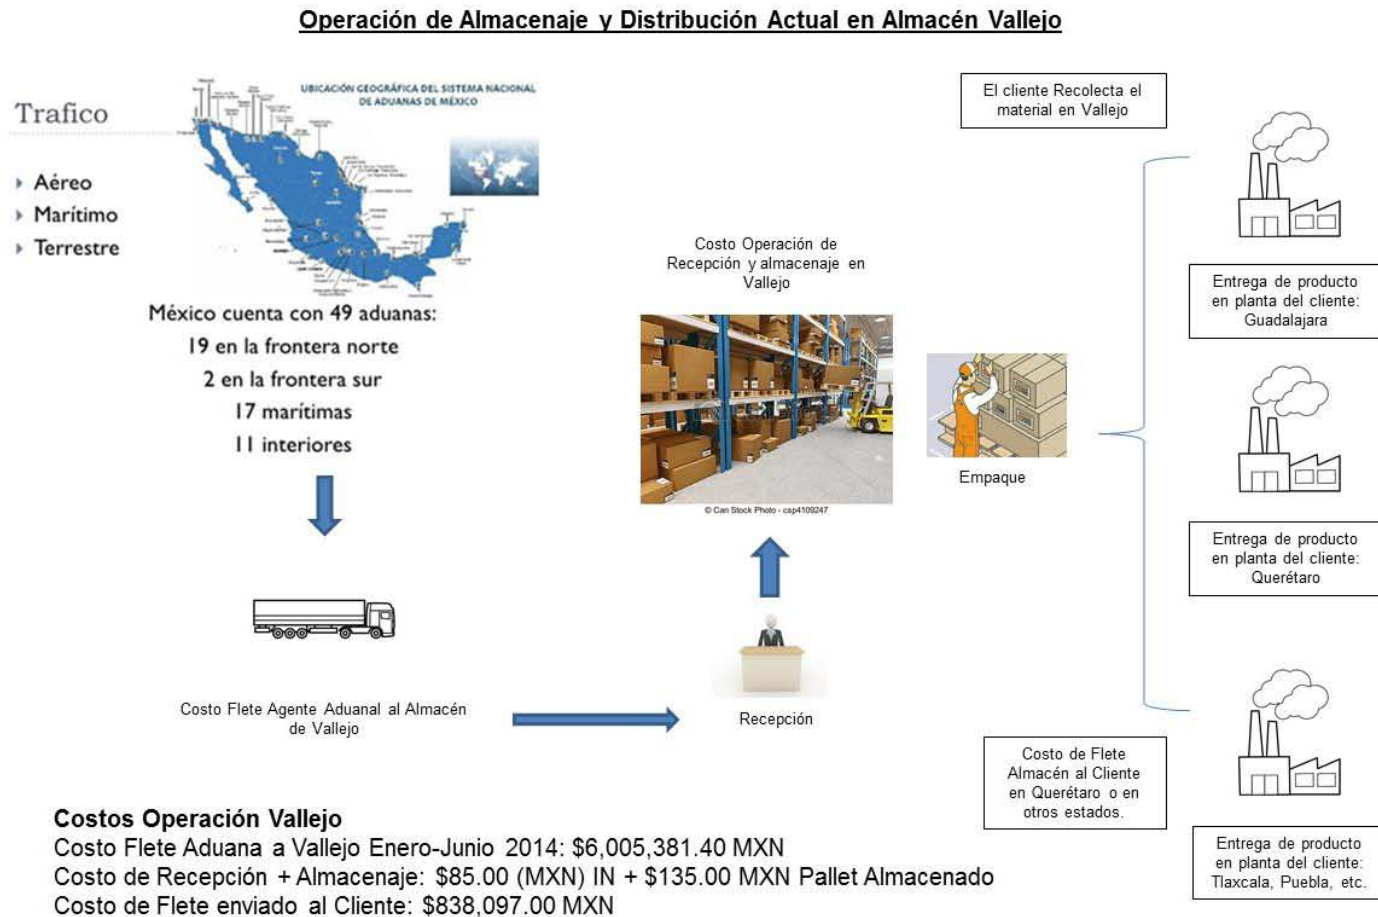 Operación de Almacenaje y Distribución Actual en Almacén Vallejo
Trafico
Aéreo
Marítimo
Terrestre
UBICACIÓN GEOGRÁFICA DEL SISTEMA NACIONAL
DE ADUANAS DE MÉXICO
México cuenta con 49 aduanas:
19 en la frontera norte
2 en la frontera sur
17 marítimas
11 interiores
Costo Flete Agente Aduanal al Almacén
de Vallejo
Recepción
Costo Operación de
Recepción y almacenaje en
Vallejo
© Can Stock Photo - csp4109247
Empaque
El cliente Recolecta el
material en Vallejo
Entrega de producto
en planta del cliente:
Guadalajara
Entrega de producto
en planta del cliente:
Querétaro
Costo de Flete
Almacén al Cliente
en Querétaro o en
otros estados.
Entrega de producto
en planta del cliente:
Tlaxcala, Puebla, etc.
Costos Operación Vallejo
Costo Flete Aduana a Vallejo Enero-Junio 2014: $6,005,381.40 MXN
Costo de Recepción + Almacenaje: $85.00 (MXN) IN + $135.00 MXN Pallet Almacenado
Costo de Flete enviado al Cliente: $838,097.00 MXN